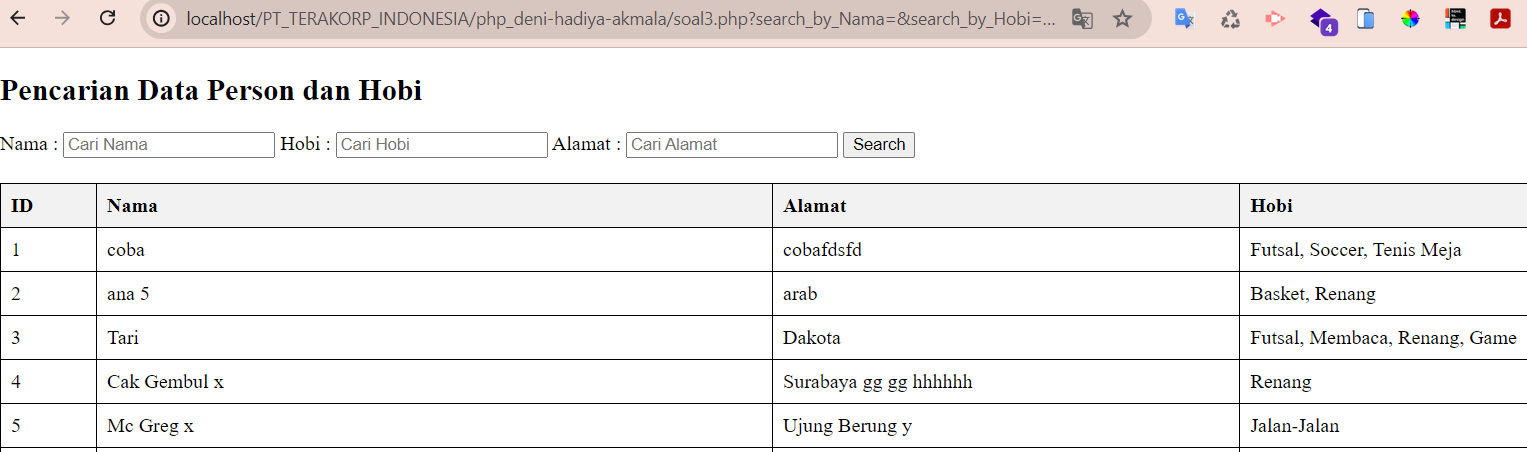 localhost/PT_TERAKORP_INDONESIA/php_deni-hadiya-akmala/soal3.php?search_by_Nama=&search_by_Hobi=...
4
Pencarian Data Person dan Hobi
Nama : Cari Nama Hobi : Cari Hobi Alamat : Cari Alamat Search
ID Nama Alamat Hobi
1 coba cobafdsfd Futsal, Soccer, Tenis Meja
2 ana 5 arab Basket, Renang
3 Tari Dakota Futsal, Membaca, Renang, Game
4 Cak Gembul x Surabaya gg gg hhhhhh Renang
5 Mc Greg x Ujung Berung y Jalan-Jalan